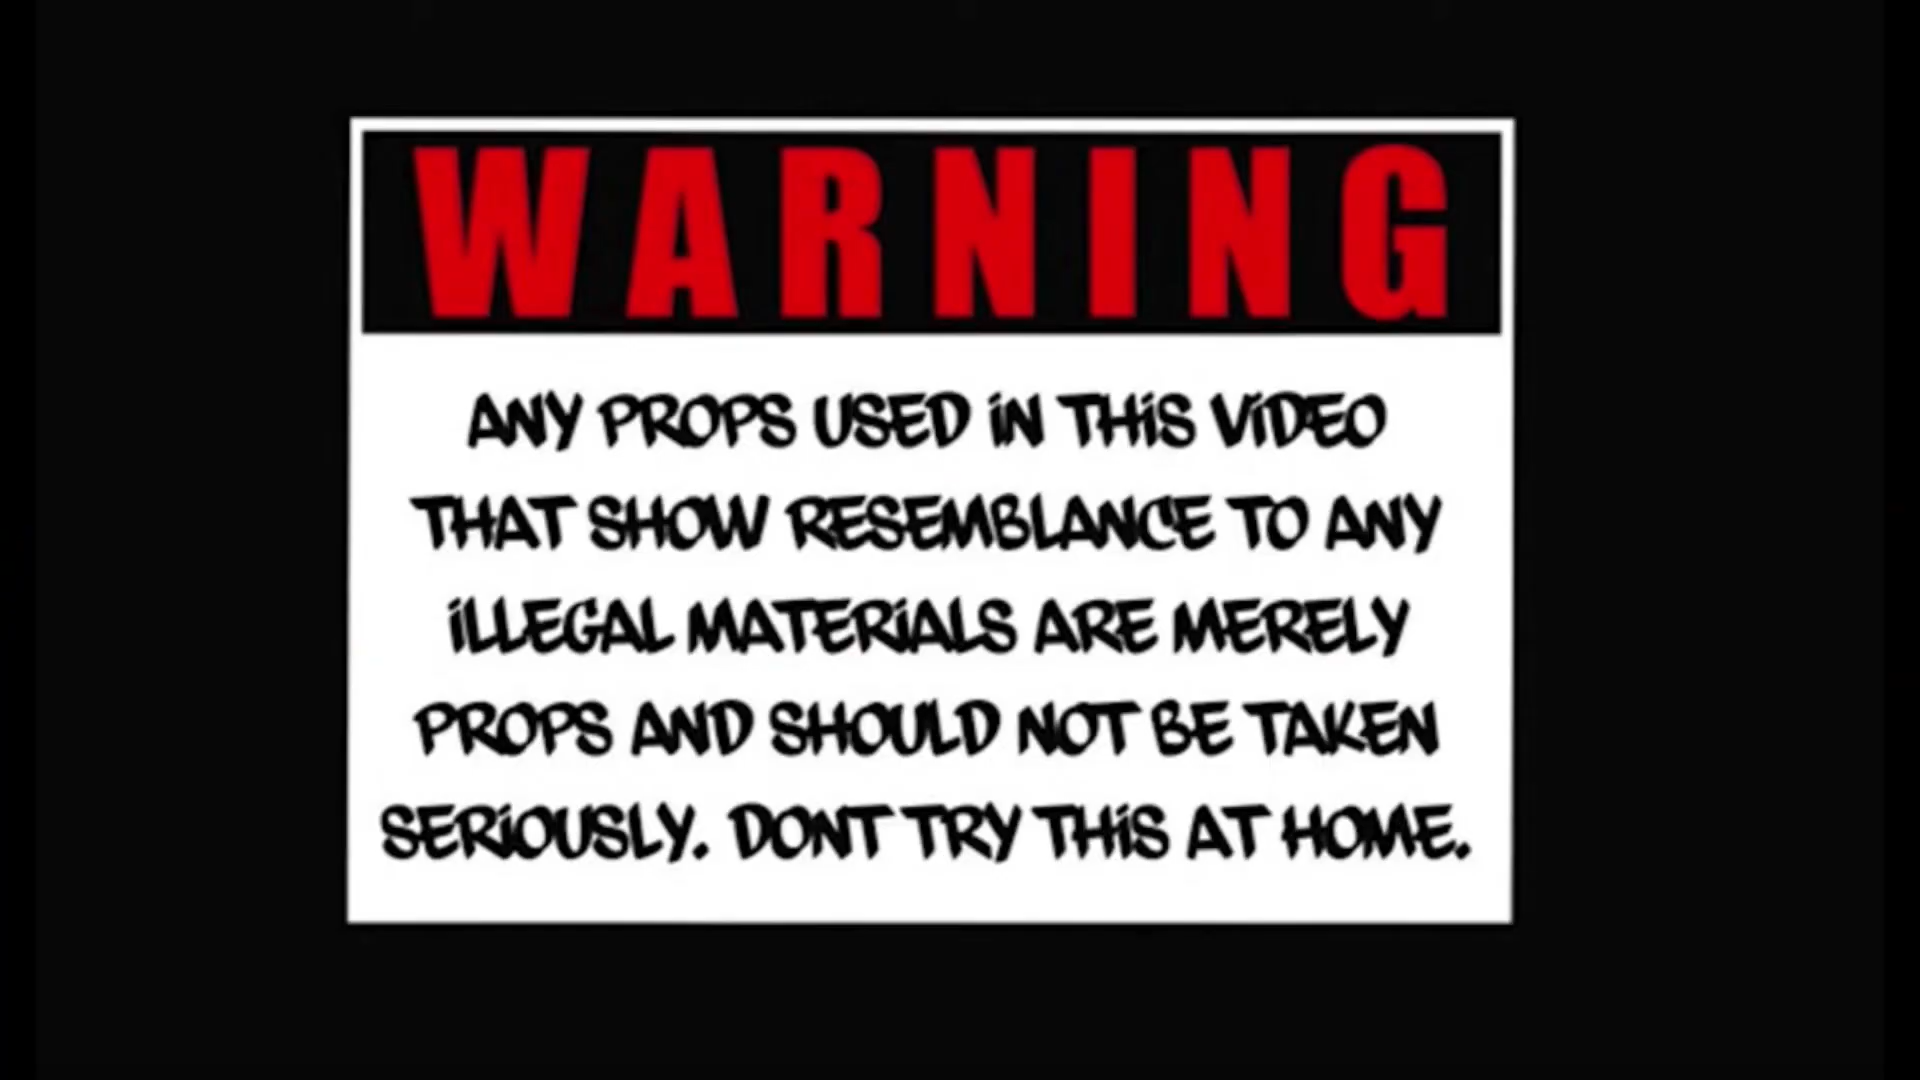 WARNING
ANY PROPS USED IN THIS VIDEO
THAT SHOW RESEMBLANCE TO ANY
ILLEGAL MATERIALS ARE MERELY
PROPS AND SHOULD NOT BE TAKEN
SERIOUSLY. DONT TRY THIS AT HOME.